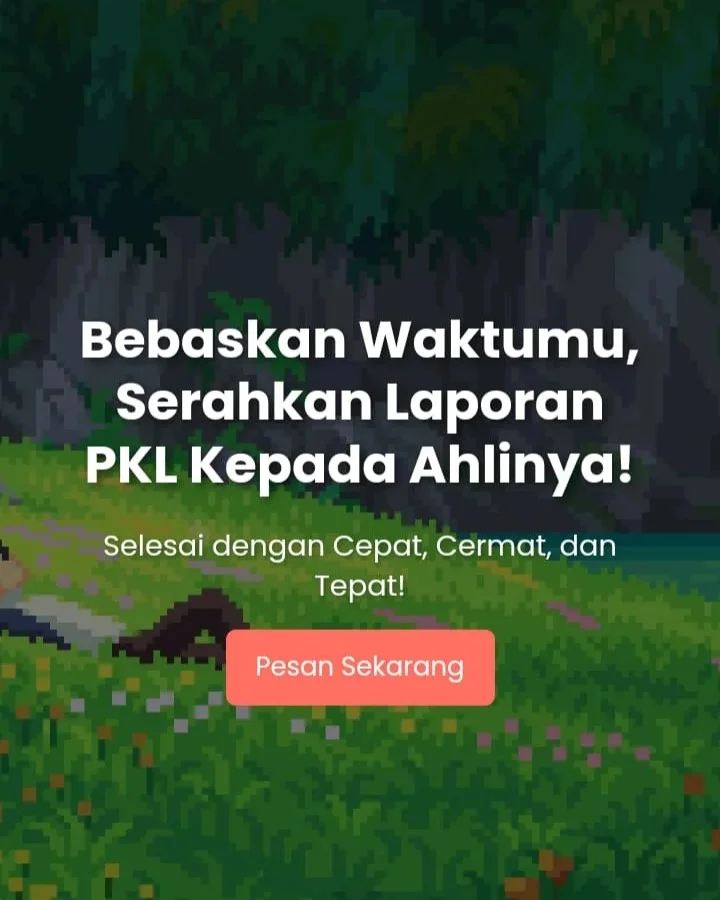 Bebaskan Waktumu,
Serahkan Laporan
PKL Kepada Ahlinya!
Selesai dengan Cepat, Cermat, dan
Tepat!
Pesan Sekarang